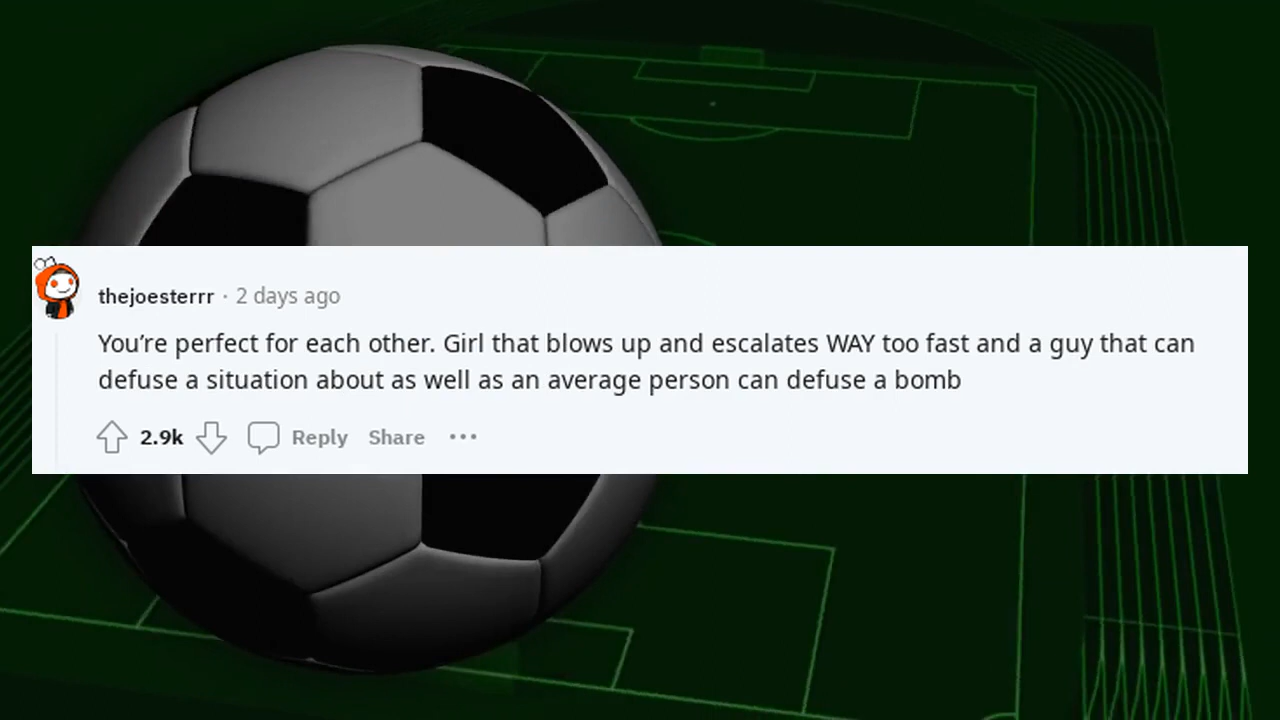 thejoesterrr · 2 days ago
You’re perfect for each other. Girl that blows up and escalates WAY too fast and a guy that can
defuse a situation about as well as an average person can defuse a bomb
2.9k Reply Share ···